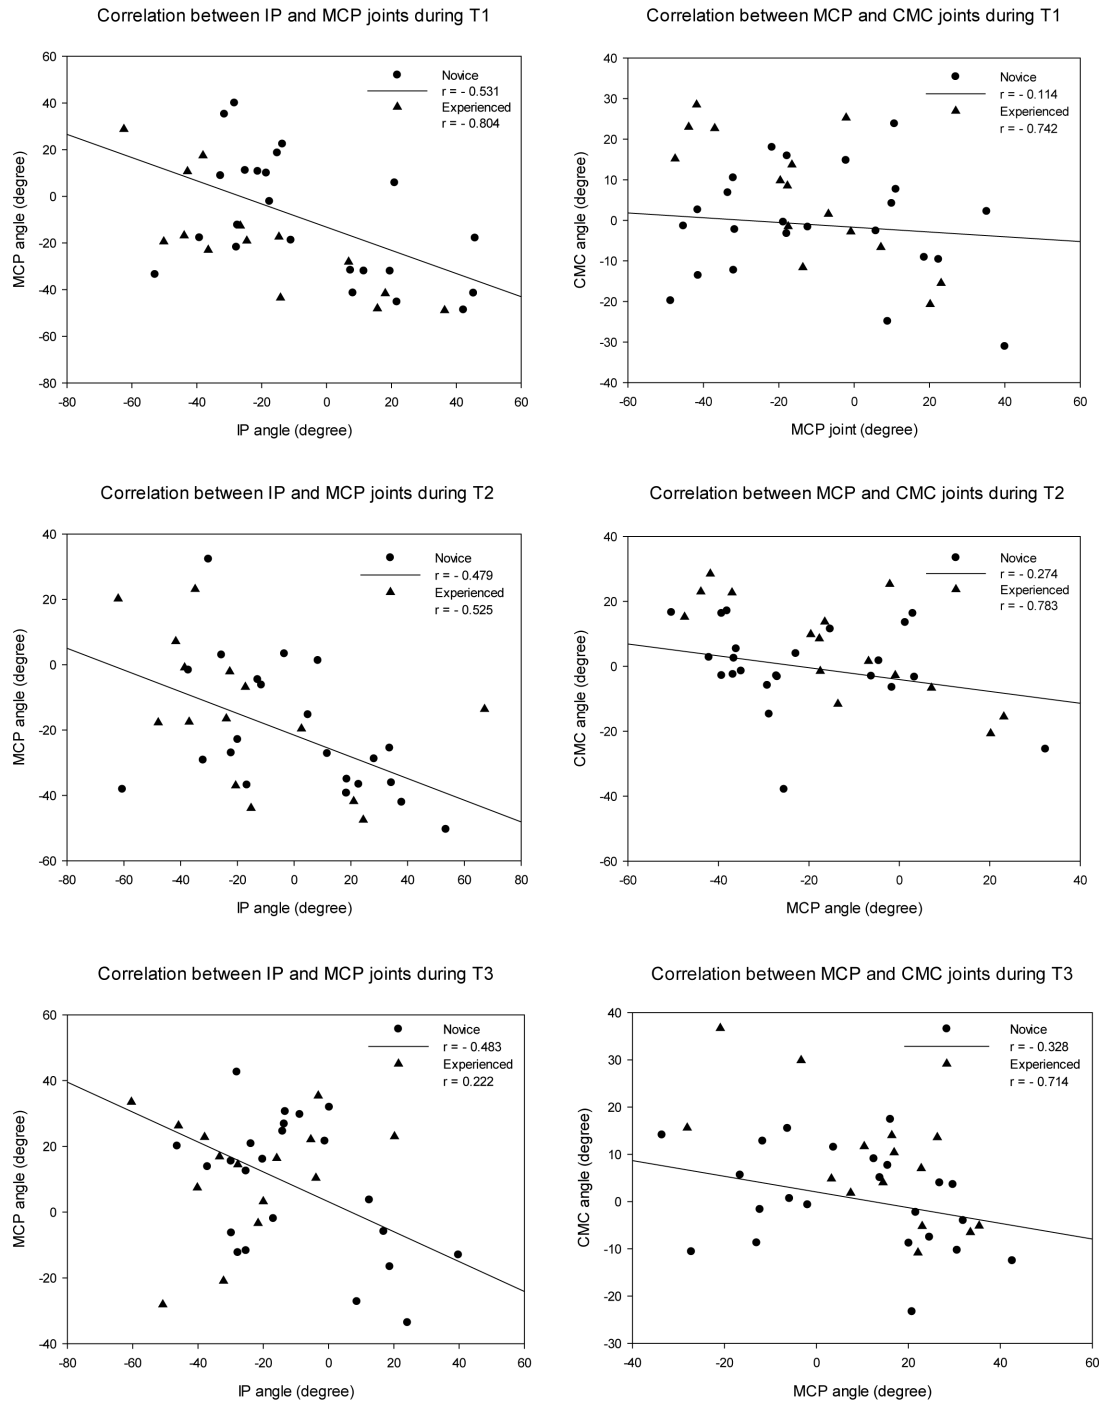 Correlation between IP and MCP joints during T1
60
40
20
0
-20
-40
-60
-80
MCP angle (degree)
Novice
r = - 0.531
Experienced
r = - 0.804
-80 -60 -40 -20 0 20 40 60
IP angle (degree)
Correlation between MCP and CMC joints during T1
40
30
20
10
0
-10
-20
-30
-40
CMC angle (degree)
Novice
r = - 0.114
Experienced
r = - 0.742
-60 -40 -20 0 20 40 60
MCP joint (degree)
Correlation between IP and MCP joints during T2
40
20
0
-20
-40
-60
MCP angle (degree)
Novice
r = - 0.479
Experienced
r = - 0.525
-80 -60 -40 -20 0 20 40 60 80
IP angle (degree)
Correlation between MCP and CMC joints during T2
40
20
0
-20
-40
-60
CMC angle (degree)
Novice
r = - 0.274
Experienced
r = - 0.783
-60 -40 -20 0 20 40
MCP angle (degree)
Correlation between IP and MCP joints during T3
60
40
20
0
-20
-40
MCP angle (degree)
Novice
r = - 0.483
Experienced
r = 0.222
-80 -60 -40 -20 0 20 40 60
IP angle (degree)
Correlation between MCP and CMC joints during T3
40
30
20
10
0
-10
-20
-30
CMC angle (degree)
Novice
r = - 0.328
Experienced
r = - 0.714
-40 -20 0 20 40 60
MCP angle (degree)